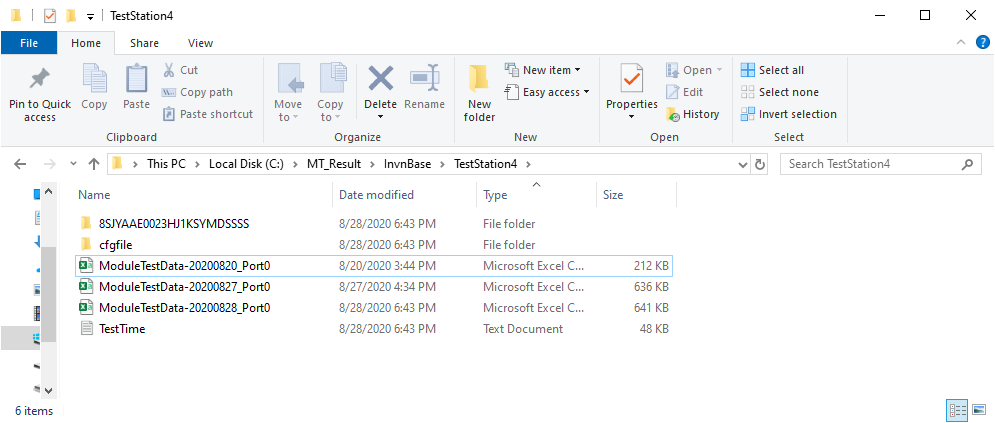 TestStation4
File Home Share View
Pin to Quick access
Copy
Paste
Cut
Copy path
Paste shortcut
Clipboard
Move to
Copy to
Delete
Rename
Organize
New folder
New item
Easy access
New
Properties
Open
Edit
History
Open
Select all
Select none
Invert selection
Select
This PC > Local Disk (C:) > MT_Result > InvnBase > TestStation4 >
Search TestStation4
Name Date modified Type Size
8SJYAAE0023HJ1KSYMDSSSS 8/28/2020 6:43 PM File folder
cfgfile 8/28/2020 6:43 PM File folder
ModuleTestData-20200820_Port0 8/20/2020 3:44 PM Microsoft Excel C... 212 KB
ModuleTestData-20200827_Port0 8/27/2020 4:34 PM Microsoft Excel C... 636 KB
ModuleTestData-20200828_Port0 8/28/2020 6:43 PM Microsoft Excel C... 641 KB
TestTime 8/28/2020 6:43 PM Text Document 48 KB
6 items